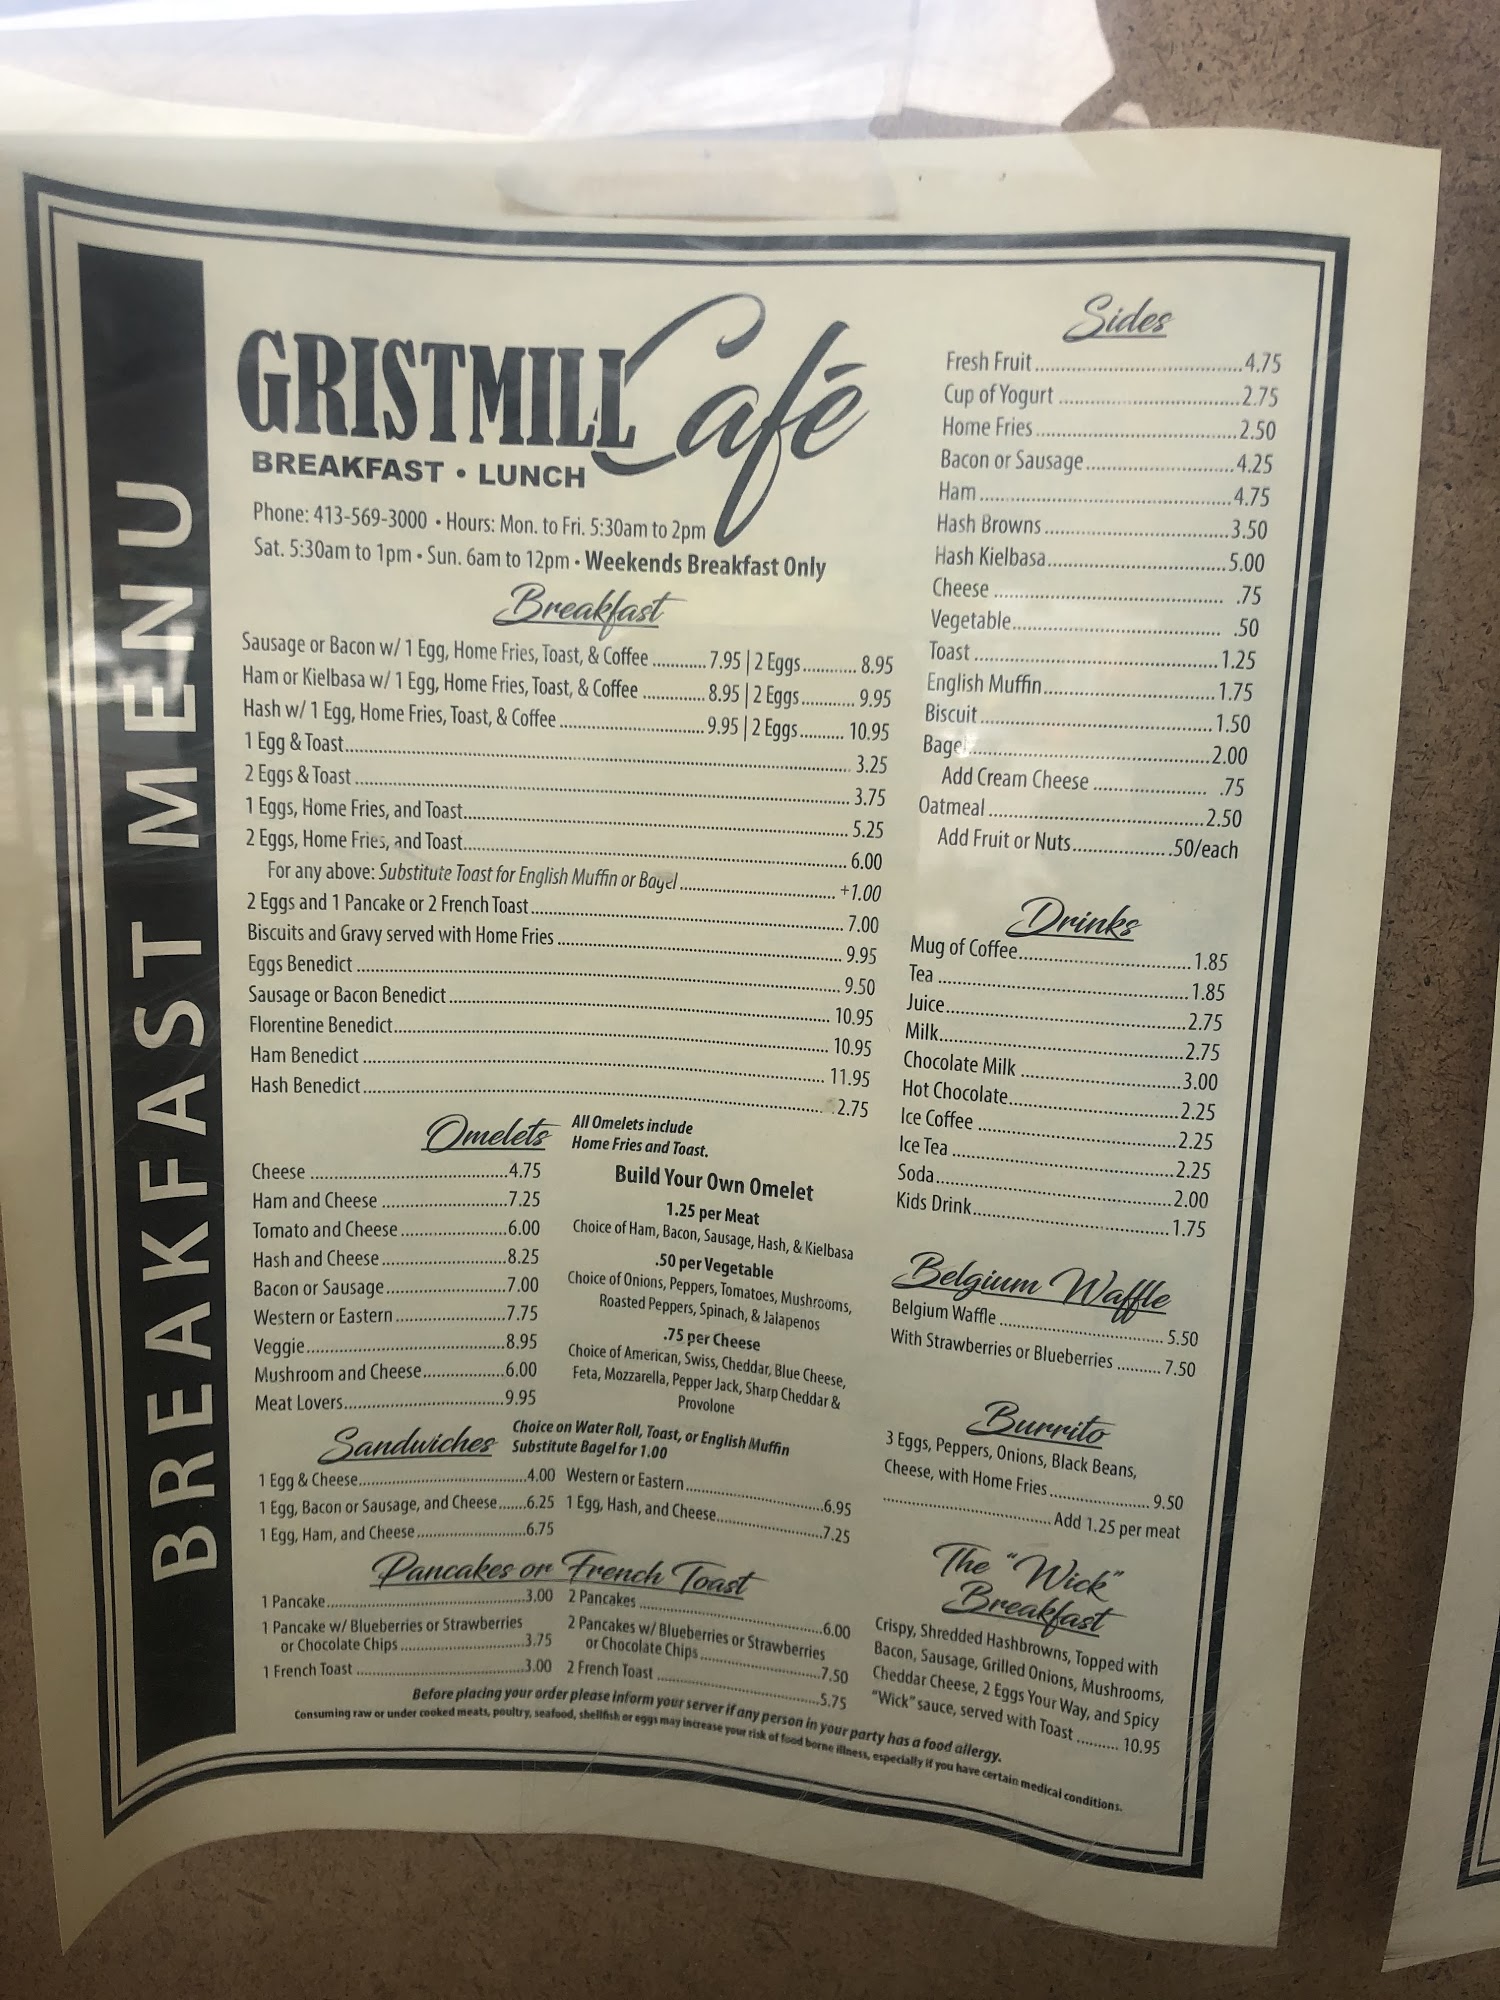 BREAKFAST MENU
GRISTMILL Café
BREAKFAST • LUNCH
Phone: 413-569-3000 • Hours: Mon. to Fri. 5:30am to 2pm
Sat. 5:30am to 1pm • Sun. 6am to 12pm • Weekends Breakfast Only
Breakfast
Sausage or Bacon w/ 1 Egg, Home Fries, Toast, & Coffee ............ 7.95 | 2 Eggs............ 8.95
Ham or Kielbasa w/ 1 Egg, Home Fries, Toast, & Coffee ............ 8.95 | 2 Eggs............ 9.95
Hash w/ 1 Egg, Home Fries, Toast, & Coffee ............ 9.95 | 2 Eggs.......... 10.95
1 Egg & Toast............ 3.25
2 Eggs & Toast ............ 3.75
1 Eggs, Home Fries, and Toast............ 5.25
2 Eggs, Home Fries, and Toast............ 6.00
For any above: Substitute Toast for English Muffin or Bagel ............ +1.00
2 Eggs and 1 Pancake or 2 French Toast............ 7.00
Biscuits and Gravy served with Home Fries ............ 9.95
Eggs Benedict ............ 9.50
Sausage or Bacon Benedict ............ 10.95
Florentine Benedict............ 10.95
Ham Benedict ............ 11.95
Hash Benedict............ 2.75
Omelets
All Omelets include
Home Fries and Toast.
Cheese ............4.75
Ham and Cheese ............7.25
Tomato and Cheese ............6.00
Hash and Cheese ............8.25
Bacon or Sausage............7.00
Western or Eastern ............7.75
Veggie............8.95
Mushroom and Cheese............6.00
Meat Lovers............9.95
Build Your Own Omelet
1.25 per Meat
Choice of Ham, Bacon, Sausage, Hash, & Kielbasa
.50 per Vegetable
Choice of Onions, Peppers, Tomatoes, Mushrooms,
Roasted Peppers, Spinach, & Jalapenos
.75 per Cheese
Choice of American, Swiss, Cheddar, Blue Cheese,
Feta, Mozzarella, Pepper Jack, Sharp Cheddar &
Provolone
Sandwiches
Choice on Water Roll, Toast, or English Muffin
Substitute Bagel for 1.00
1 Egg & Cheese............4.00
1 Egg, Bacon or Sausage, and Cheese.......6.25
1 Egg, Ham, and Cheese ............6.75
Western or Eastern............6.95
1 Egg, Hash, and Cheese............7.25
Pancakes or French Toast
1 Pancake............3.00
1 Pancake w/ Blueberries or Strawberries
or Chocolate Chips ............3.75
1 French Toast ............3.00
2 Pancakes ............6.00
2 Pancakes w/ Blueberries or Strawberries
or Chocolate Chips............7.50
2 French Toast ............5.75
Before placing your order please inform your server if any person in your party has a food allergy.
Consuming raw or under cooked meats, poultry, seafood, shellfish or eggs may increase your risk of food borne illness, especially if you have certain medical conditions.
Sides
Fresh Fruit ............4.75
Cup of Yogurt ............2.75
Home Fries ............2.50
Bacon or Sausage............4.25
Ham ............4.75
Hash Browns ............3.50
Hash Kielbasa............5.00
Cheese ............ .75
Vegetable............ .50
Toast ............1.25
English Muffin............1.75
Biscuit ............1.50
Bagel............2.00
Add Cream Cheese ............ .75
Oatmeal ............2.50
Add Fruit or Nuts............ .50/each
Drinks
Mug of Coffee............1.85
Tea ............1.85
Juice............2.75
Milk............2.75
Chocolate Milk ............3.00
Hot Chocolate............2.25
Ice Coffee ............2.25
Ice Tea ............2.25
Soda............2.00
Kids Drink............1.75
Belgium Waffle
Belgium Waffle ............ 5.50
With Strawberries or Blueberries .......... 7.50
Burrito
3 Eggs, Peppers, Onions, Black Beans,
Cheese, with Home Fries ............ 9.50
............ Add 1.25 per meat
The "Wick"
Breakfast
Crispy, Shredded Hashbrowns, Topped with
Bacon, Sausage, Grilled Onions, Mushrooms,
Cheddar Cheese, 2 Eggs Your Way, and Spicy
"Wick" sauce, served with Toast .......... 10.95